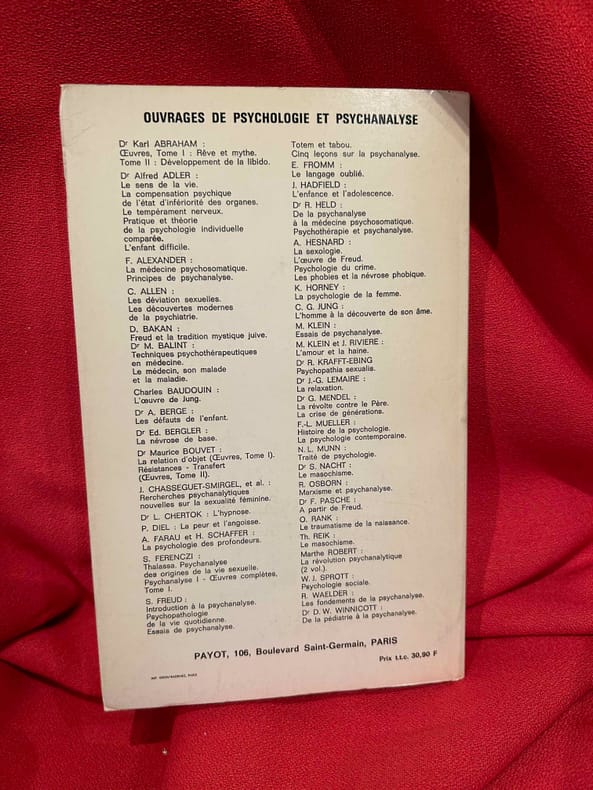 OUVRAGES DE PSYCHOLOGIE ET PSYCHANALYSE
Dr Karl ABRAHAM :
Œuvres, Tome I : Rêve et mythe.
Tome II : Développement de la libido.
Dr Alfred ADLER :
Le sens de la vie.
La compensation psychique
de l'état d'infériorité des organes.
Le tempérament nerveux.
Pratique et théorie
de la psychologie individuelle
comparée.
L'enfant difficile.
F. ALEXANDER :
La médecine psychosomatique.
Principes de psychanalyse.
C. ALLEN :
Les déviation sexuelles.
Les découvertes modernes
de la psychiatrie.
D. BAKAN :
Freud et la tradition mystique juive.
Dr M. BALINT :
Techniques psychothérapeutiques
en médecine.
Le médecin, son malade
et la maladie.
Charles BAUDOUIN :
L'œuvre de Jung.
Dr A. BERGE :
Les défauts de l'enfant.
Dr Ed. BERGLER :
La névrose de base.
Dr Maurice BOUVET :
La relation d'objet (Œuvres, Tome I).
Résistances - Transfert
(Œuvres, Tome II).
J. CHASSEGUET-SMIRGEL, et al. :
Rercherches psychanalytiques
nouvelles sur la sexualité féminine.
Dr L. CHERTOK : L'hypnose.
P. DIEL : La peur et l'angoisse.
A. FARAU et H. SCHAFFER :
La psychologie des profondeurs.
S. FERENCZI :
Thalassa. Psychanalyse
des origines de la vie sexuelle.
Psychanalyse I - Œuvres complètes,
Tome I.
S. FREUD :
Introduction à la psychanalyse.
Psychopathologie
de la vie quotidienne.
Essais de psychanalyse.
Totem et tabou.
Cinq leçons sur la psychanalyse.
E. FROMM :
Le langage oublié.
J. HADFIELD :
L'enfance et l'adolescence.
Dr R. HELD :
De la psychanalyse
à la médecine psychosomatique.
Psychothérapie et psychanalyse.
A. HESNARD :
La sexologie.
L'œuvre de Freud.
Psychologie du crime.
Les phobies et la névrose phobique.
K. HORNEY :
La psychologie de la femme.
C. G. JUNG :
L'homme à la découverte de son âme.
M. KLEIN :
Essais de psychanalyse.
M. KLEIN et J. RIVIERE :
L'amour et la haine.
Dr R. KRAFFT-EBING
Psychopathia sexualis.
Dr J.-G. LEMAIRE :
La relaxation.
Dr G. MENDEL :
La révolte contre le Père.
La crise de générations.
F.-L. MUELLER :
Histoire de la psychologie.
La psychologie contemporaine.
N. L. MUNN :
Traité de psychologie.
Dr S. NACHT :
Le masochisme.
R. OSBORN :
Marxisme et psychanalyse.
Dr F. PASCHE :
A partir de Freud.
O. RANK :
Le traumatisme de la naissance.
Th. REIK :
Le masochisme.
Marthe ROBERT :
La révolution psychanalytique
(2 vol.).
W. J. SPROTT :
Psychologie sociale.
R. WAELDER :
Les fondements de la psychanalyse.
Dr D. W. WINNICOTT :
De la pédiatrie à la psychanalyse.
PAYOT, 106, Boulevard Saint-Germain, PARIS
Prix t.t.c. 30,90 F